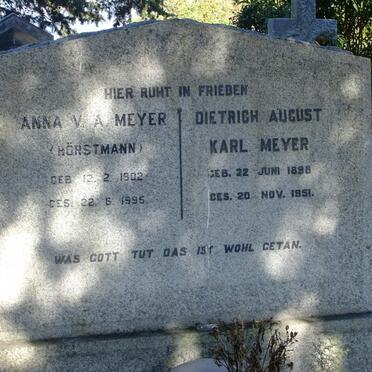 HIER RUHT IN FRIEDEN
ANNA V. A. MEYER
(HÖRSTMANN)
GEB. 12. 2. 1902
GES. 22. 6. 1995.
DIETRICH AUGUST
KARL MEYER
GEB. 22 JUNI 1898
GES. 20 NOV. 1951.
WAS GOTT TUT DAS IST WOHL GETAN.